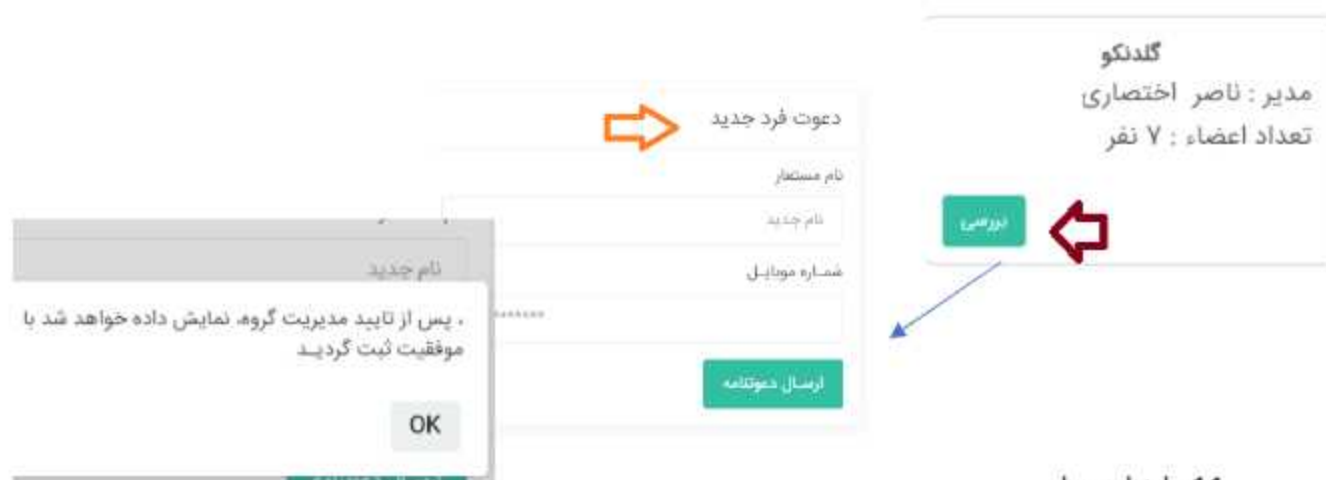 گلدنکو
مدیر : ناصر اختصاری
تعداد اعضاء : ۷ نفر
بررسی
دعوت فرد جدید
نام مستعار
نام جدید
شماره موبایل
*******
ارسال دعوتنامه
نام جدید
، پس از تایید مدیریت گروه، نمایش داده خواهد شد با
موفقیت ثبت گردید
OK